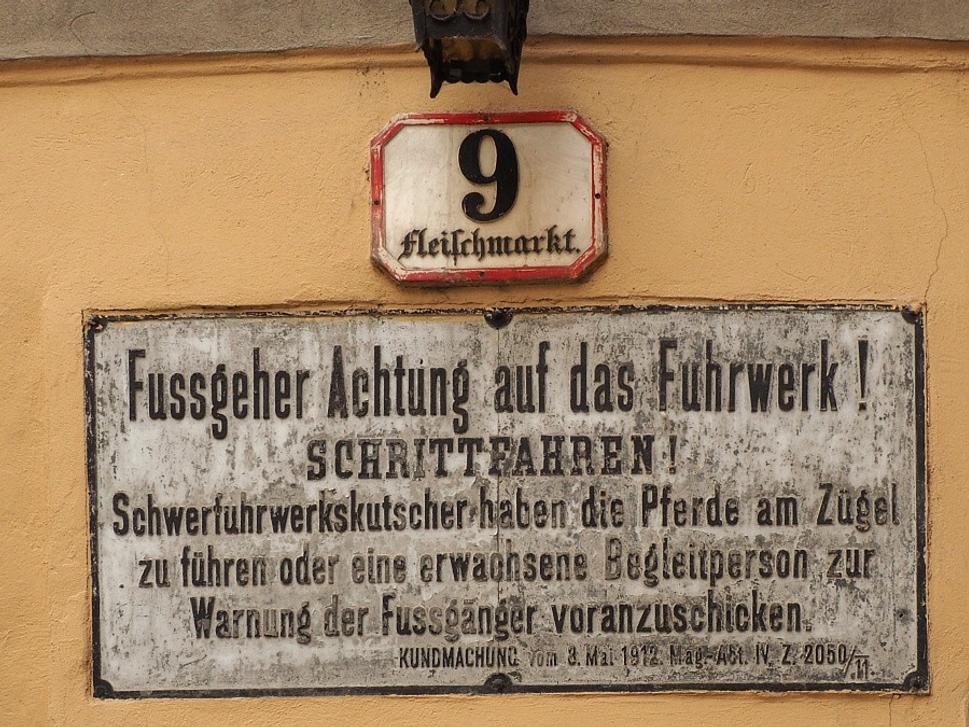 9
Fleischmarkt.
Fussgeher Achtung auf das Fuhrwerk!
SCHRITTFAHREN!
Schwerfuhrwerkskutscher haben die Pferde am Zügel
zu führen oder eine erwachsene Begleitperson zur
Warnung der Fussgänger voranzuschicken.
KUNDMACHUNG vom 8. Mai 1912. Mag.-Abt. IV. Z. 2050/11.